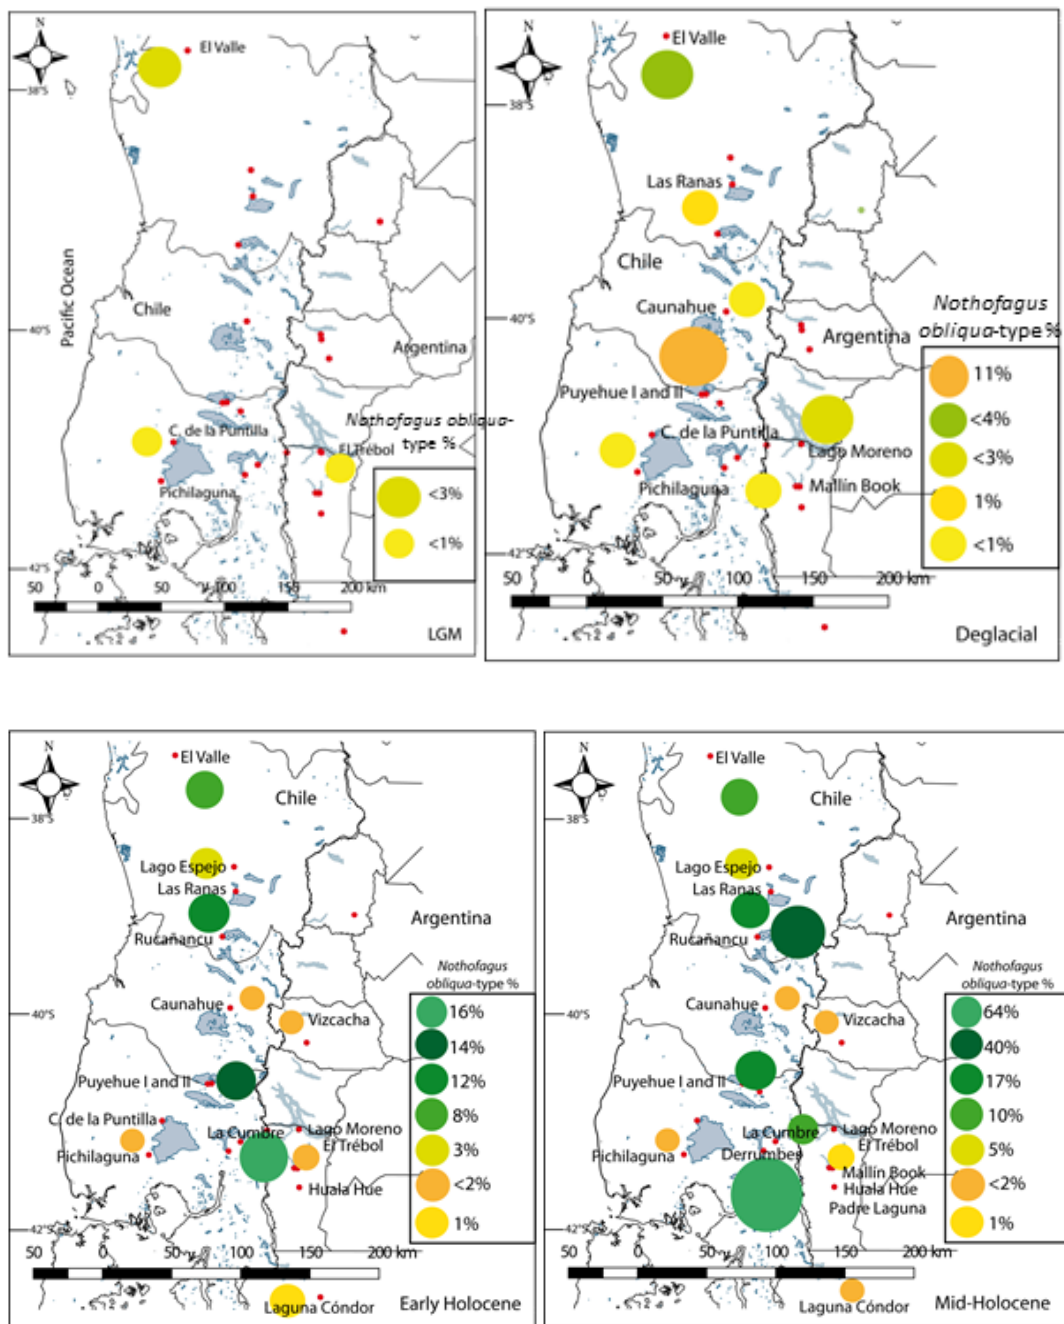 N
El Valle
38°S
Pacific Ocean
Chile
40°S
Argentina
Nothofagus obliqua-
type %
C. de la Puntilla
El Trébol
Pichilaguna
<3%
<1%
42°S
50 0 50 100 150 200 km
LGM
N
El Valle
38°S
Las Ranas
Chile
Caunahue
40°S
Argentina
Nothofagus
obliqua-type %
Puyehue I and II
C. de la Puntilla
Lago Moreno
Pichilaguna
Mallín Book
11%
<4%
<3%
1%
<1%
42°S
50 0 50 100 150 200 km
Deglacial
N
El Valle
Chile
38°S
Lago Espejo
Las Ranas
Argentina
Rucañancu
Nothofagus
obliqua-type %
Caunahue
40°S
Vizcacha
Puyehue I and II
C. de la Puntilla
La Cumbre
Lago Moreno
El Trébol
Pichilaguna
Huala Hue
16%
14%
12%
8%
3%
<2%
1%
42°S
50 0 50 100 150 200 km
Laguna Cóndor
Early Holocene
N
El Valle
Chile
38°S
Lago Espejo
Las Ranas
Argentina
Rucañancu
Nothofagus
obliqua-type %
Caunahue
40°S
Vizcacha
Puyehue I and II
La Cumbre
Lago Moreno
El Trébol
Pichilaguna
Derrumbes
Mallín Book
Huala Hue
Padre Laguna
64%
40%
17%
10%
5%
<2%
1%
42°S
50 0 50 100 150 200 km
Laguna Cóndor
Mid-Holocene